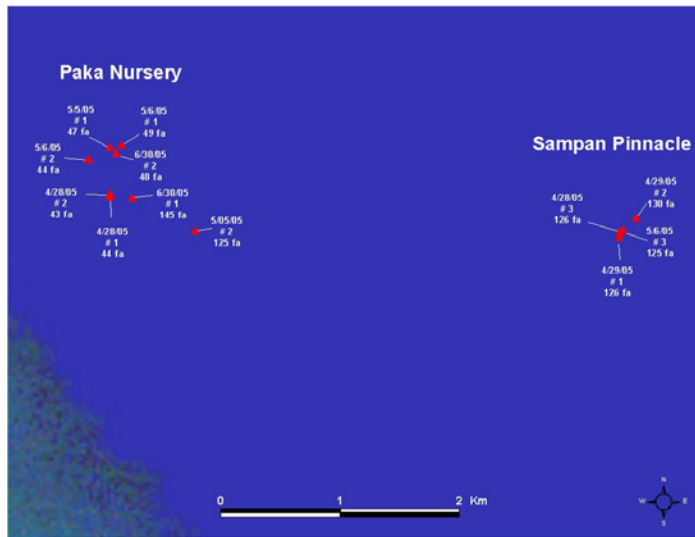 Paka Nursery
5/5/05
# 1
47 fa
5/6/05
# 1
49 fa
5/6/05
# 2
44 fa
6/30/05
# 2
48 fa
4/28/05
# 2
43 fa
6/30/05
# 1
145 fa
4/28/05
# 1
44 fa
5/05/05
# 2
125 fa
Sampan Pinnacle
4/29/05
# 2
130 fa
4/28/05
# 3
126 fa
5/6/05
# 3
125 fa
4/29/05
# 1
126 fa
0 1 2 Km
N
W E
S